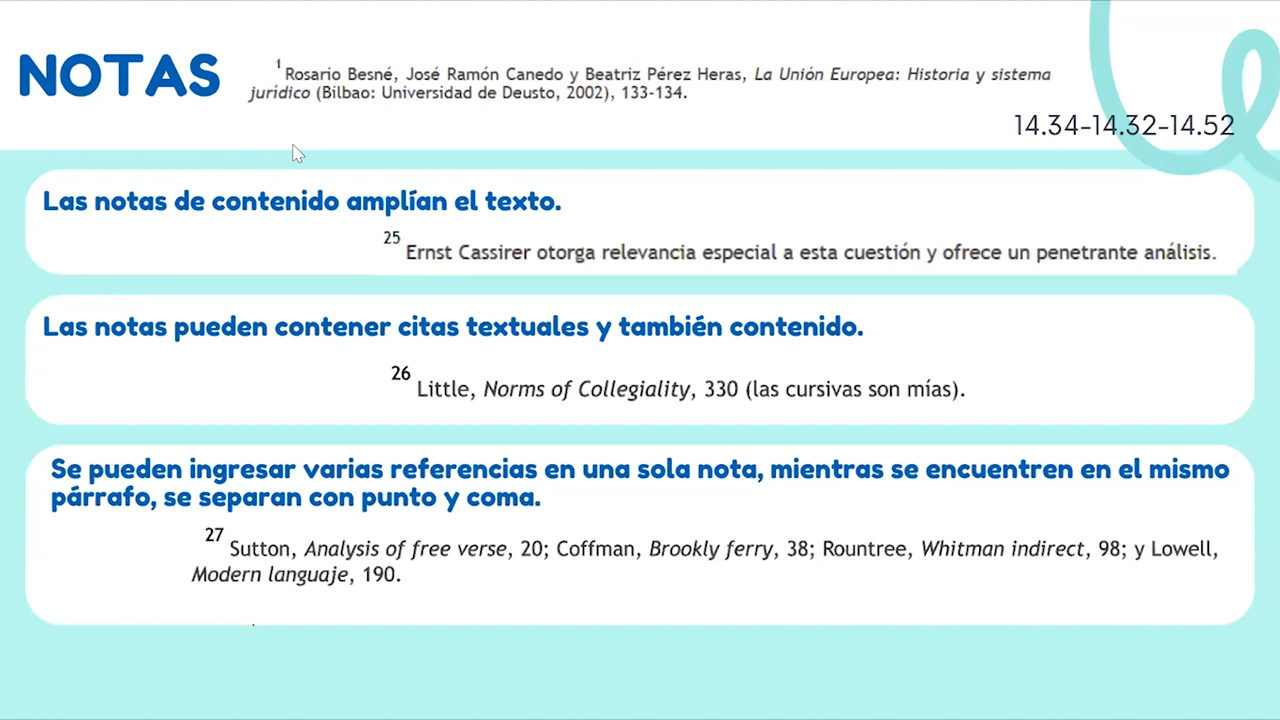 NOTAS
1 Rosario Besné, José Ramón Canedo y Beatriz Pérez Heras, La Unión Europea: Historia y sistema
jurídico (Bilbao: Universidad de Deusto, 2002), 133-134.
14.34-14.32-14.52
Las notas de contenido amplían el texto.
25 Ernst Cassirer otorga relevancia especial a esta cuestión y ofrece un penetrante análisis.
Las notas pueden contener citas textuales y también contenido.
26 Little, Norms of Collegiality, 330 (las cursivas son mías).
Se pueden ingresar varias referencias en una sola nota, mientras se encuentren en el mismo
párrafo, se separan con punto y coma.
27 Sutton, Analysis of free verse, 20; Coffman, Brookly ferry, 38; Rountree, Whitman indirect, 98; y Lowell,
Modern languaje, 190.